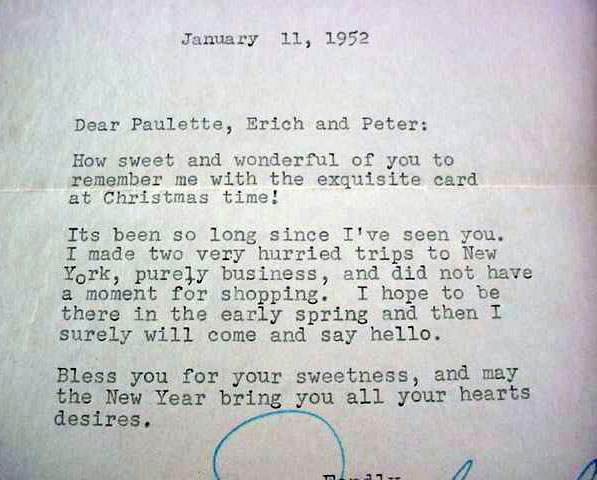 January 11, 1952
Dear Paulette, Erich and Peter:
How sweet and wonderful of you to
remember me with the exquisite card
at Christmas time!
Its been so long since I've seen you.
I made two very hurried trips to New
York, purely business, and did not have
a moment for shopping. I hope to be
there in the early spring and then I
surely will come and say hello.
Bless you for your sweetness, and may
the New Year bring you all your hearts
desires.
Fondly